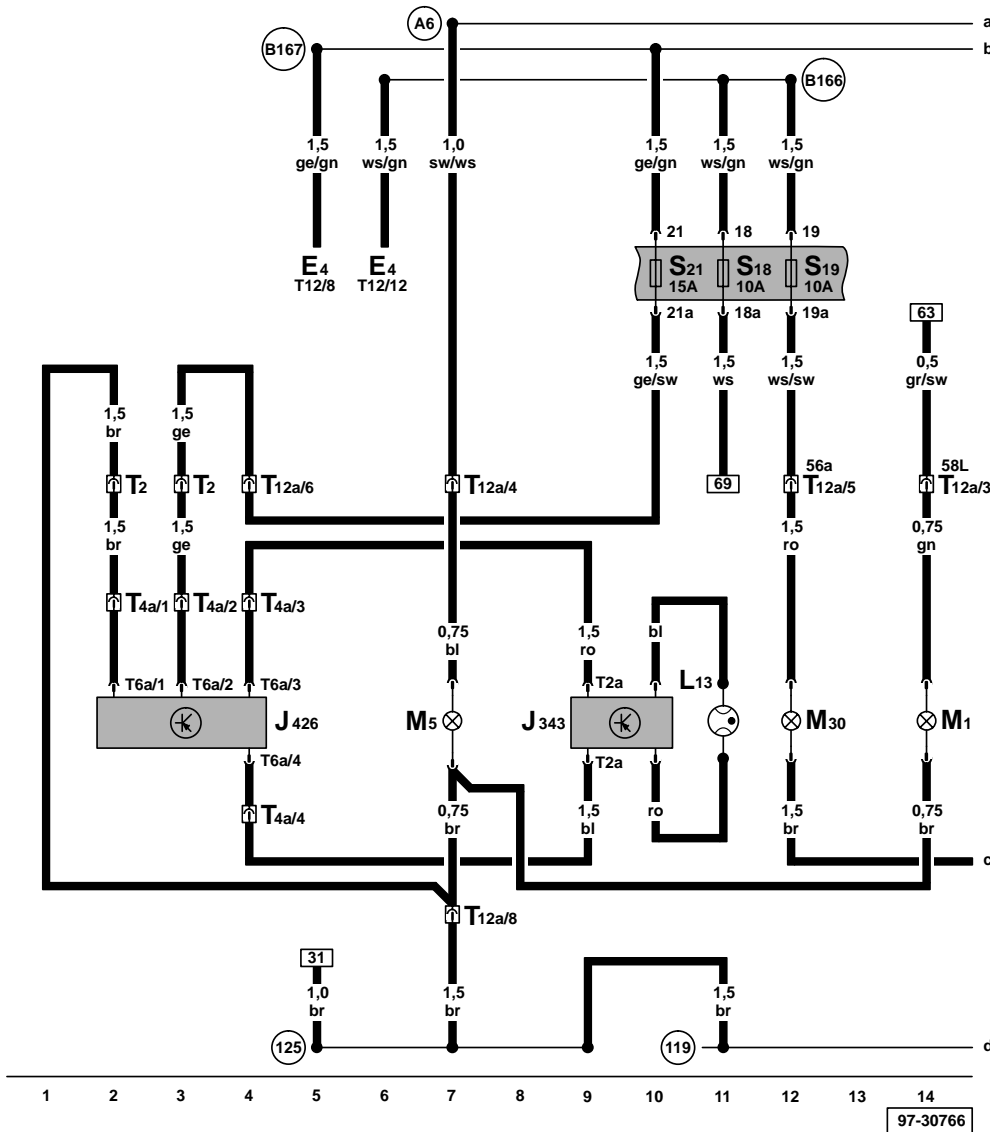 A6
a
B167
b
B166
1,5 1,5 1,0 1,5 1,5 1,5
ge/gn ws/gn sw/ws ge/gn ws/gn ws/gn
21 18 19
E4 E4 S21 S18 S19
T12/8 T12/12 15A 10A 10A
21a 18a 19a 63
1,5 1,5 1,5 0,5
ge/sw ws ws/sw gr/sw
1,5 1,5
br ge
56a 58L
T2 T2 T12a/6 T12a/4 69 T12a/5 T12a/3
1,5 1,5 1,5 0,75
br ge ro gn
T4a/1 T4a/2 T4a/3
0,75 1,5 bl
bl ro
T6a/1 T6a/2 T6a/3 T2a L13
J426 M5 J343 M30 M1
T6a/4 T2a
T4a/4 0,75 1,5 ro 1,5 0,75
br bl br br
c
T12a/8
31
1,0 1,5 1,5
br br br
125 119 d
1 2 3 4 5 6 7 8 9 10 11 12 13 14
97-30766